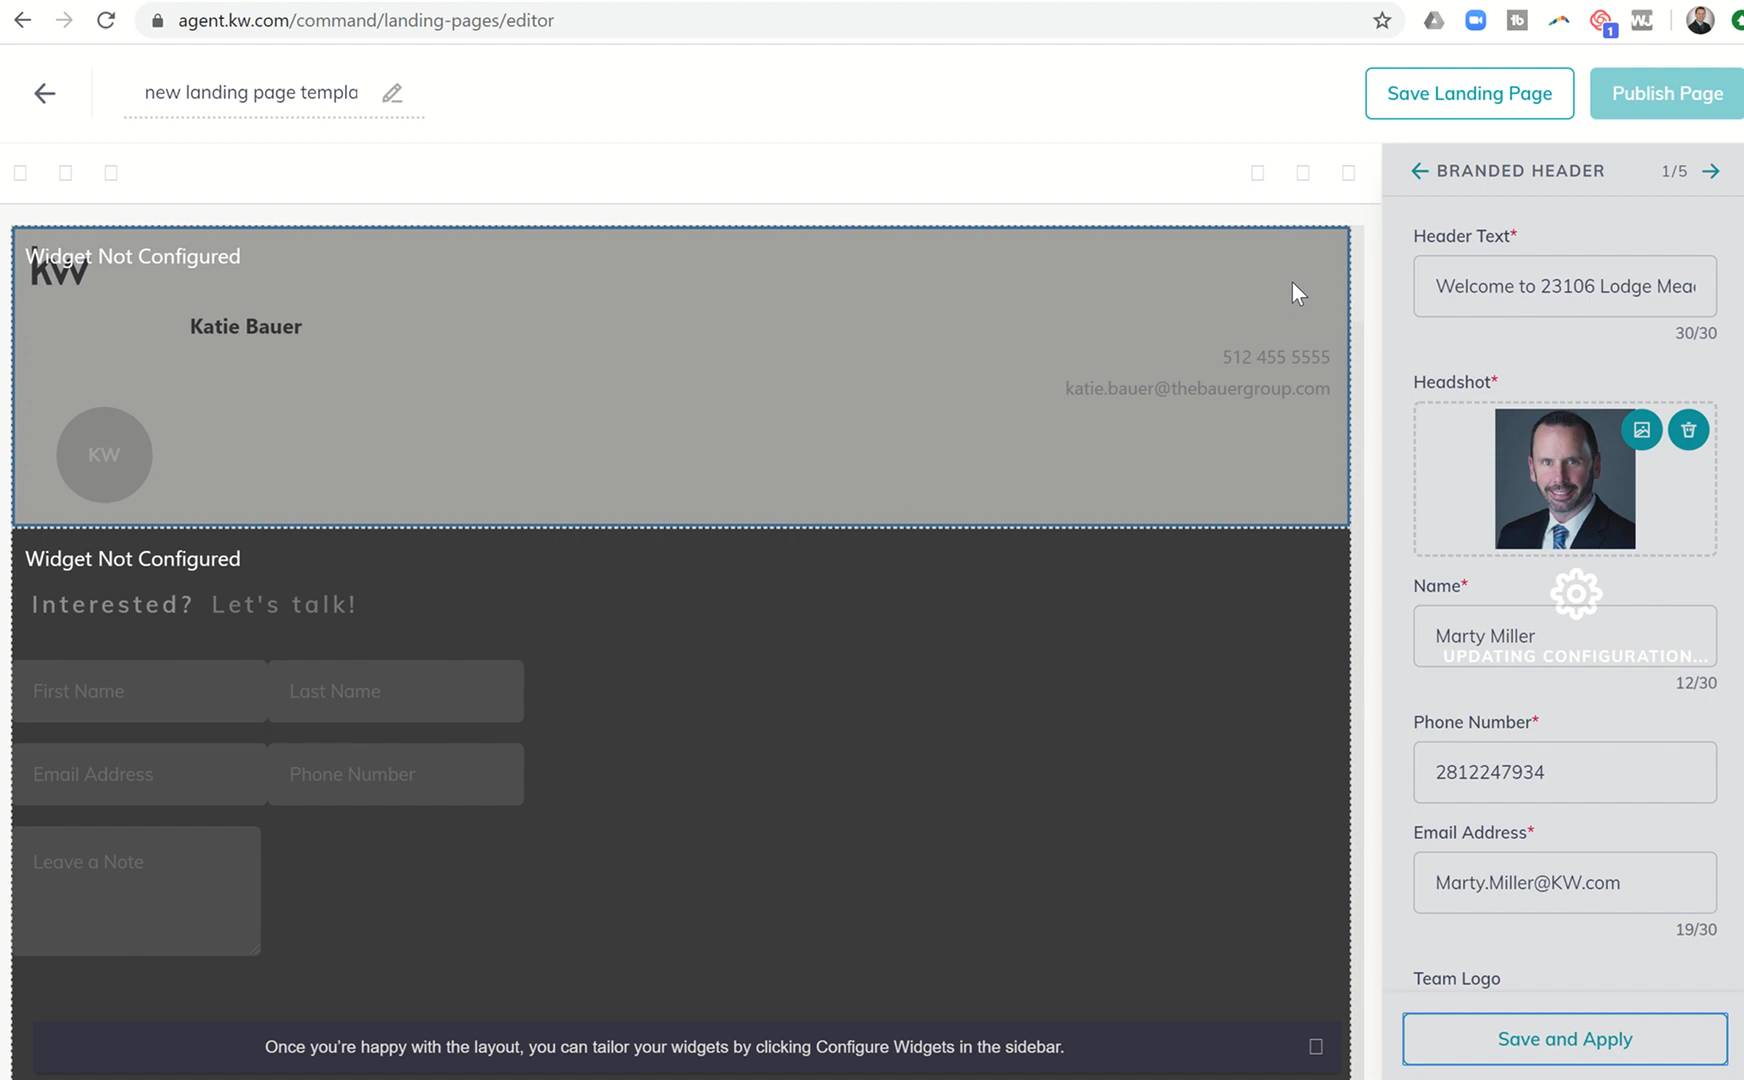 agent.kw.com/command/landing-pages/editor
tb
1
WJ
new landing page templa
Save Landing Page
Publish Page
BRANDED HEADER 1/5
Widget Not Configured
kw
Katie Bauer
512 455 5555
katie.bauer@thebauergroup.com
KW
Widget Not Configured
Interested? Let's talk!
First Name
Last Name
Email Address
Phone Number
Leave a Note
Once you're happy with the layout, you can tailor your widgets by clicking Configure Widgets in the sidebar.
Header Text*
Welcome to 23106 Lodge Mea
30/30
Headshot*
Name*
Marty Miller
UPDATING CONFIGURATION...
12/30
Phone Number*
2812247934
Email Address*
Marty.Miller@KW.com
19/30
Team Logo
Save and Apply